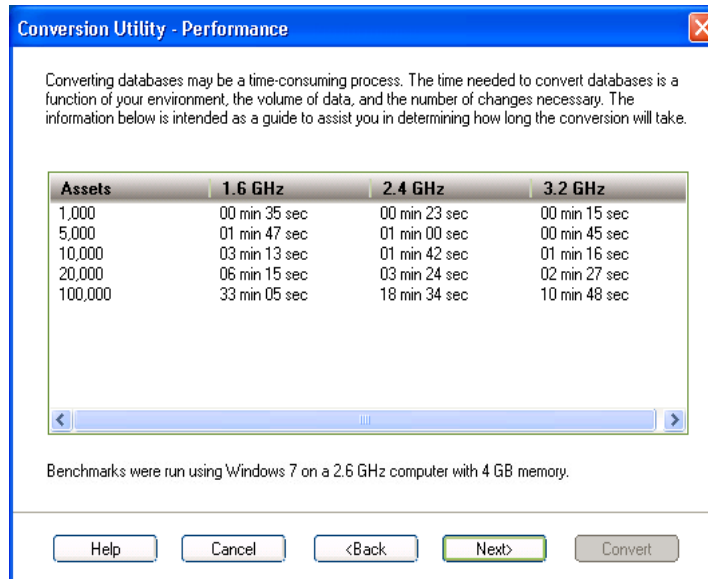 Conversion Utility - Performance
Converting databases may be a time-consuming process. The time needed to convert databases is a
function of your environment, the volume of data, and the number of changes necessary. The
information below is intended as a guide to assist you in determining how long the conversion will take.
Assets 1.6 GHz 2.4 GHz 3.2 GHz
1,000 00 min 35 sec 00 min 23 sec 00 min 15 sec
5,000 01 min 47 sec 01 min 00 sec 00 min 45 sec
10,000 03 min 13 sec 01 min 42 sec 01 min 16 sec
20,000 06 min 15 sec 03 min 24 sec 02 min 27 sec
100,000 33 min 05 sec 18 min 34 sec 10 min 48 sec
Benchmarks were run using Windows 7 on a 2.6 GHz computer with 4 GB memory.
Help Cancel <Back Next> Convert